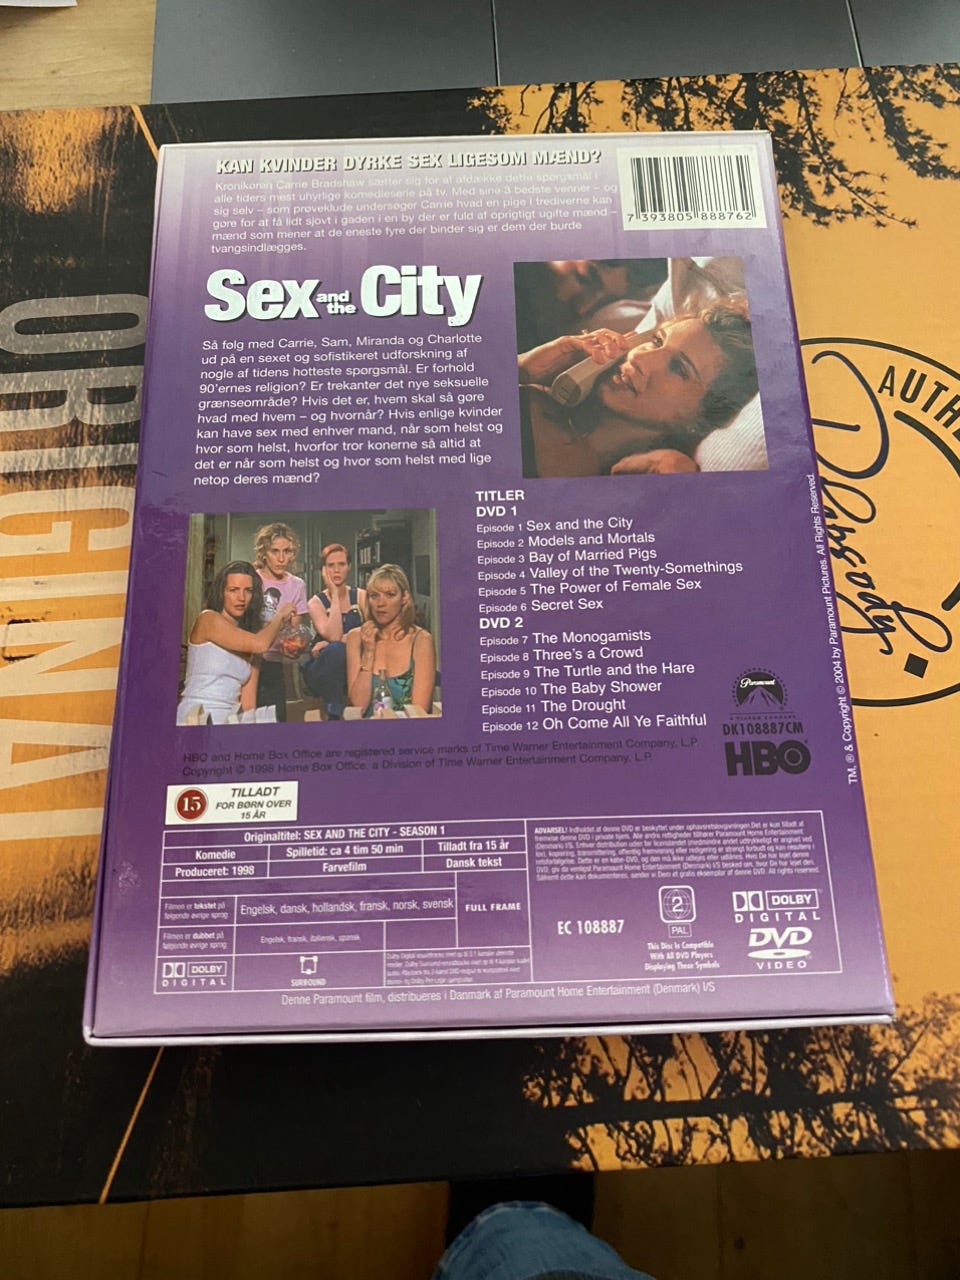 KAN KVINDER DYRKE SEX LIGESOM MÆND?
Kronikøren Carrie Bradshaw sætter sig for at afdække dette spørgsmål i
alle tiders mest uhyrlige komedieserie på tv. Med sine 3 bedste venner – og
sig selv – som prøveklude undersøger Carrie hvad en pige i trediverne kan
gøre for at få lidt sjovt i gaden i en by der er fuld af oprigtigt ugifte mænd –
mænd som mener at de eneste fyre der binder sig er dem der burde
tvangsindlægges.
7 393805 888762
Sex and the City
Så følg med Carrie, Sam, Miranda og Charlotte
ud på en sexet og sofistikeret udforskning af
nogle af tidens hotteste spørgsmål. Er forhold
90'ernes religion? Er trekanter det nye seksuelle
grænseområde? Hvis det er, hvem skal så gøre
hvad med hvem – og hvornår? Hvis enlige kvinder
kan have sex med enhver mand, når som helst og
hvor som helst, hvorfor tror konerne så altid at
det er når som helst og hvor som helst med lige
netop deres mænd?
TITLER
DVD 1
Episode 1 Sex and the City
Episode 2 Models and Mortals
Episode 3 Bay of Married Pigs
Episode 4 Valley of the Twenty-Somethings
Episode 5 The Power of Female Sex
Episode 6 Secret Sex
DVD 2
Episode 7 The Monogamists
Episode 8 Three's a Crowd
Episode 9 The Turtle and the Hare
Episode 10 The Baby Shower
Episode 11 The Drought
Episode 12 Oh Come All Ye Faithful
Paramount
DK108887CM
HBO
TM, ® & Copyright © 2004 by Paramount Pictures. All Rights Reserved
HBO and Home Box Office are registered service marks of Time Warner Entertainment Company, L.P.
Copyright © 1998 Home Box Office, a Division of Time Warner Entertainment Company, L.P.
15
TILLADT
FOR BØRN OVER
15 ÅR
Originaltitel: SEX AND THE CITY - SEASON 1
Komedie
Spilletid: ca 4 tim 50 min
Tilladt fra 15 år
Produceret: 1998
Farvefilm
Dansk tekst
Filmen er tekstet på
følgende øvrige sprog
Engelsk, dansk, hollandsk, fransk, norsk, svensk
FULL FRAME
Filmen er dubbet på
følgende øvrige sprog
Engelsk, fransk, italiensk, spansk
DOLBY
DIGITAL
SURROUND
ADVARSEL!
EC 108887
2
PAL
This Disc Is Compatible
With All DVD Players
Displaying These Symbols
DOLBY
DIGITAL
DVD
VIDEO
Denne Paramount film, distribueres i Danmark af Paramount Home Entertainment (Denmark) I/S
ORIGINAL
AUTHE